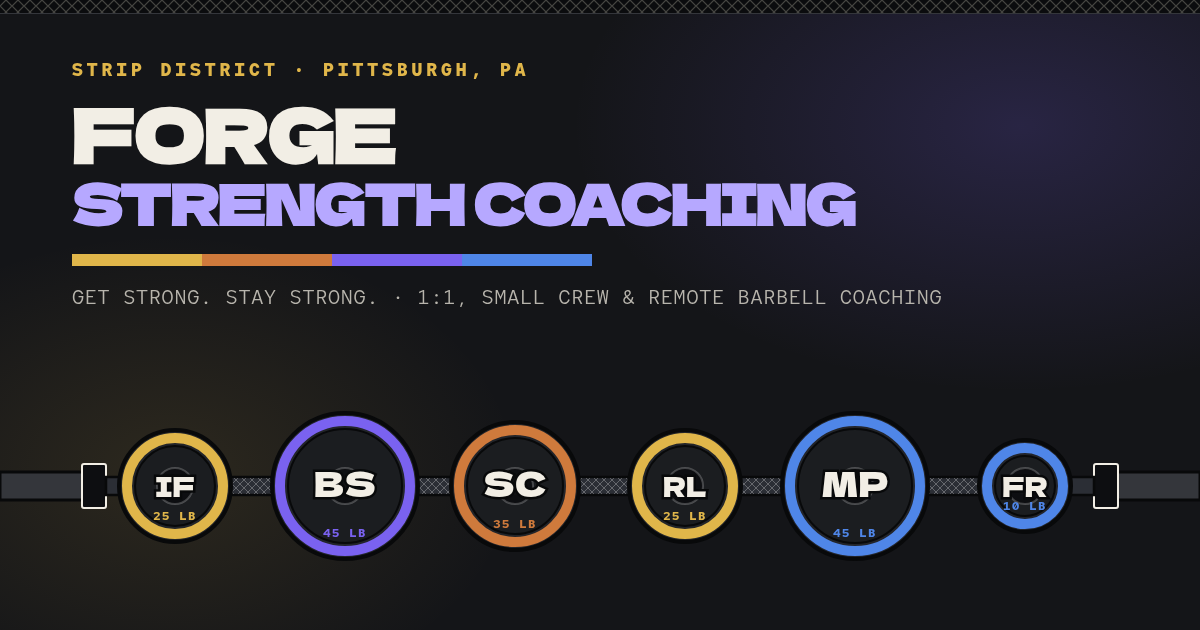 STRIP DISTRICT · PITTSBURGH, PA
FORGE
STRENGTH COACHING
GET STRONG. STAY STRONG. · 1:1, SMALL CREW & REMOTE BARBELL COACHING
IF
25 LB
BS
45 LB
SC
35 LB
RL
25 LB
MP
45 LB
FR
10 LB